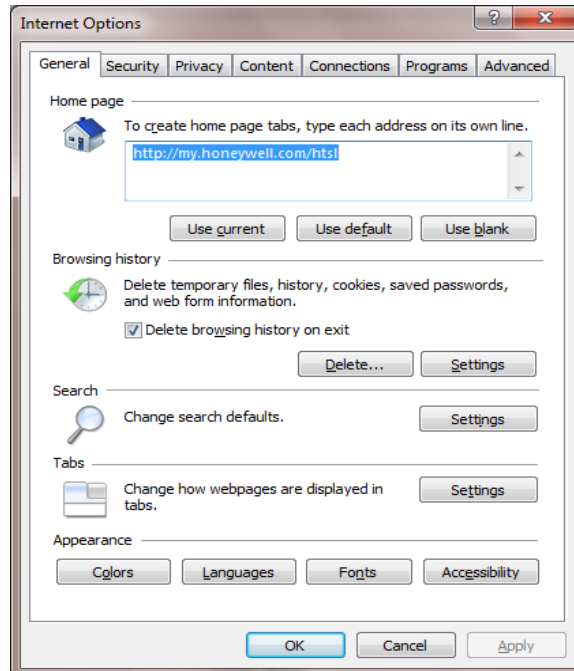 Internet Options
?
X
General Security Privacy Content Connections Programs Advanced
Home page
To create home page tabs, type each address on its own line.
http://my.honeywell.com/htsl
Use current Use default Use blank
Browsing history
Delete temporary files, history, cookies, saved passwords,
and web form information.
Delete browsing history on exit
Delete... Settings
Search
Change search defaults. Settings
Tabs
Change how webpages are displayed in Settings
tabs.
Appearance
Colors Languages Fonts Accessibility
OK Cancel Apply